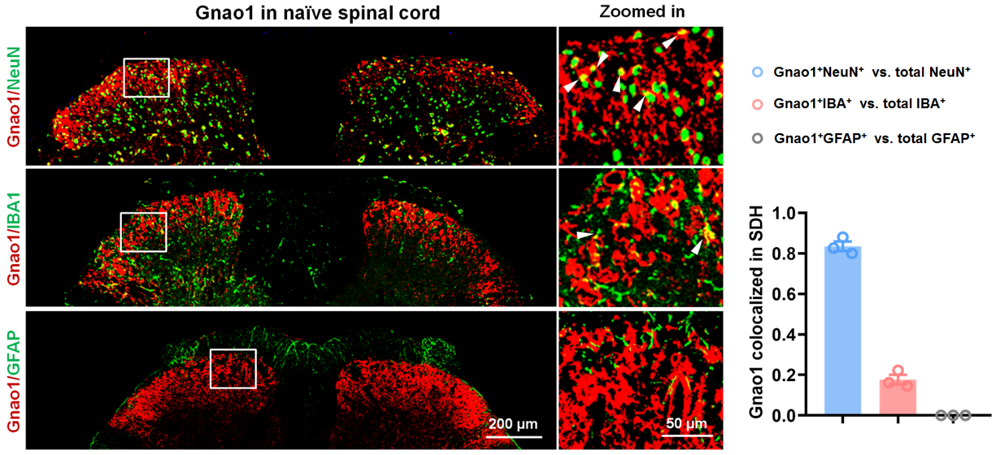 Gnao1 in naïve spinal cord
Zoomed in
Gnao1/NeuN
Gnao1/IBA1
Gnao1/GFAP
200 μm
50 μm
Gnao1⁺NeuN⁺ vs. total NeuN⁺
Gnao1⁺IBA⁺ vs. total IBA⁺
Gnao1⁺GFAP⁺ vs. total GFAP⁺
Gnao1 colocalized in SDH
1.0
0.8
0.6
0.4
0.2
0.0